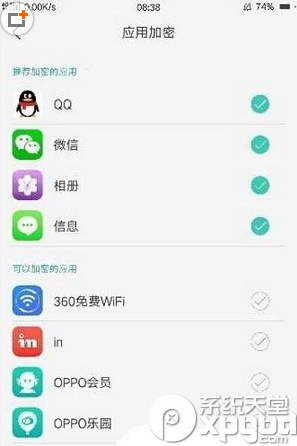 0.00K/s 08:38 74%
应用加密
推荐加密的应用
QQ
微信
相册
信息
可以加密的应用
360免费WiFi
in
in
OPPO会员
OPPO乐园
系统天堂